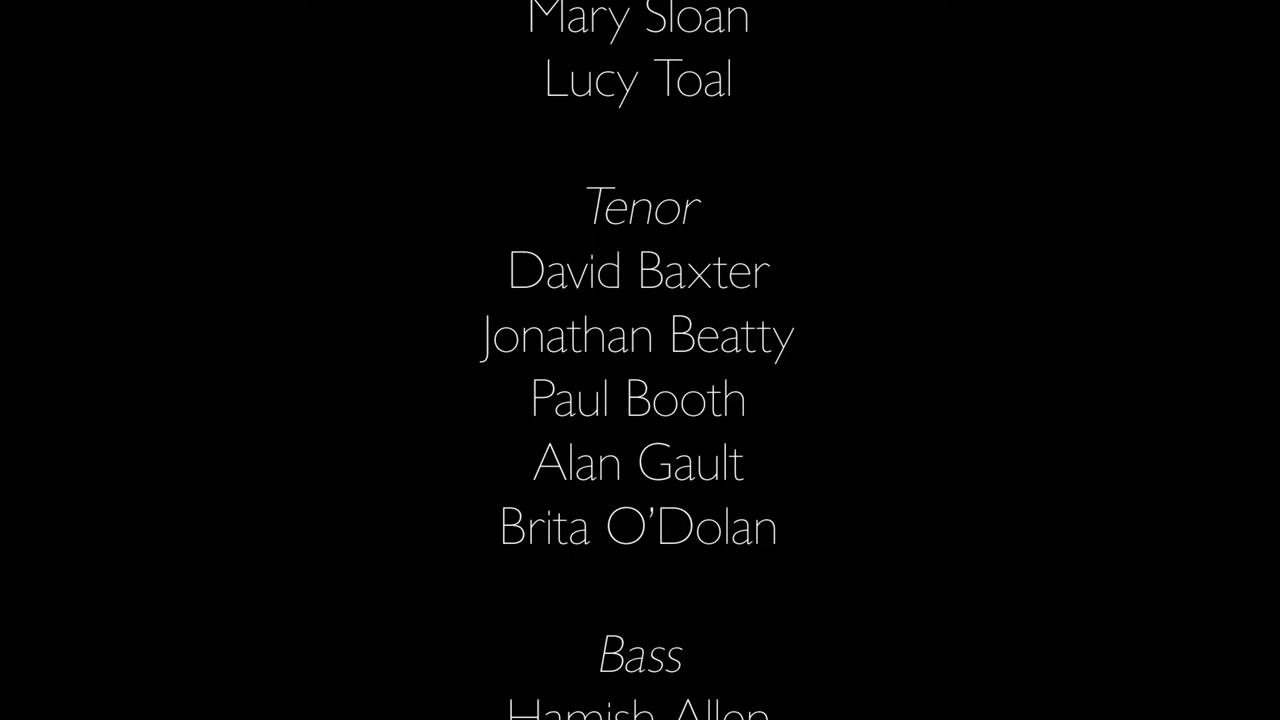 Mary Sloan
Lucy Toal
Tenor
David Baxter
Jonathan Beatty
Paul Booth
Alan Gault
Brita O’Dolan
Bass
Hamish Allen